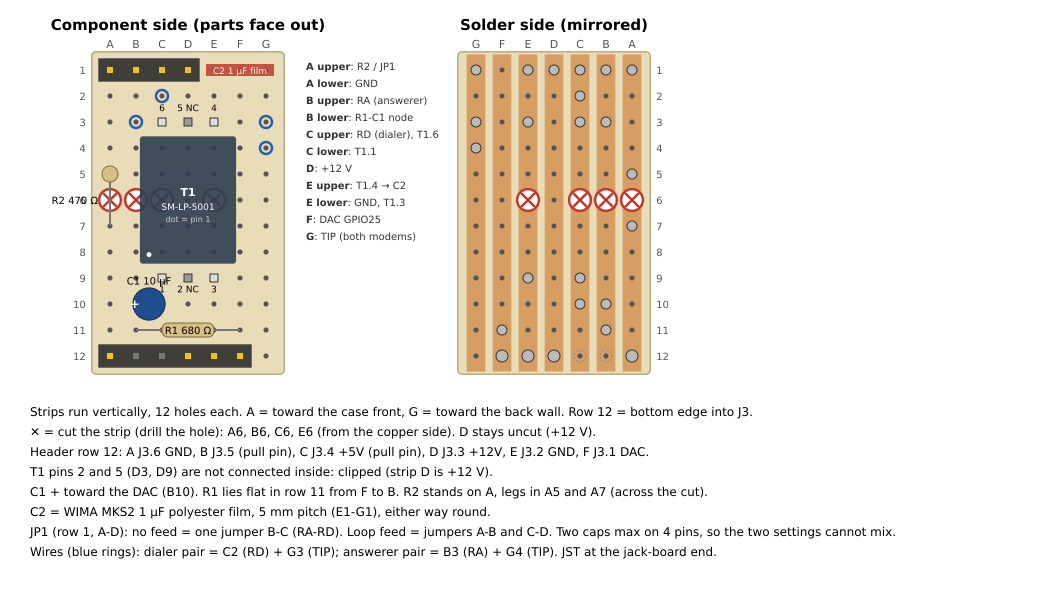 Component side (parts face out)
Solder side (mirrored)
A B C D E F G
G F E D C B A
1
C2 1 µF film
1
2
2
6 5 NC 4
3
3
4
4
5
5
T1
R2 470 Ω
6
SM-LP-5001
dot = pin 1
7
7
8
8
9
9
C1 10 µF
1 2 NC 3
10
+
10
11
R1 680 Ω
11
12
12
A upper: R2 / JP1
A lower: GND
B upper: RA (answerer)
B lower: R1-C1 node
C upper: RD (dialer), T1.6
C lower: T1.1
D: +12 V
E upper: T1.4 → C2
E lower: GND, T1.3
F: DAC GPIO25
G: TIP (both modems)
Strips run vertically, 12 holes each. A = toward the case front, G = toward the back wall. Row 12 = bottom edge into J3.
✕ = cut the strip (drill the hole): A6, B6, C6, E6 (from the copper side). D stays uncut (+12 V).
Header row 12: A J3.6 GND, B J3.5 (pull pin), C J3.4 +5V (pull pin), D J3.3 +12V, E J3.2 GND, F J3.1 DAC.
T1 pins 2 and 5 (D3, D9) are not connected inside: clipped (strip D is +12 V).
C1 + toward the DAC (B10). R1 lies flat in row 11 from F to B. R2 stands on A, legs in A5 and A7 (across the cut).
C2 = WIMA MKS2 1 µF polyester film, 5 mm pitch (E1-G1), either way round.
JP1 (row 1, A-D): no feed = one jumper B-C (RA-RD). Loop feed = jumpers A-B and C-D. Two caps max on 4 pins, so the two settings cannot mix.
Wires (blue rings): dialer pair = C2 (RD) + G3 (TIP); answerer pair = B3 (RA) + G4 (TIP). JST at the jack-board end.